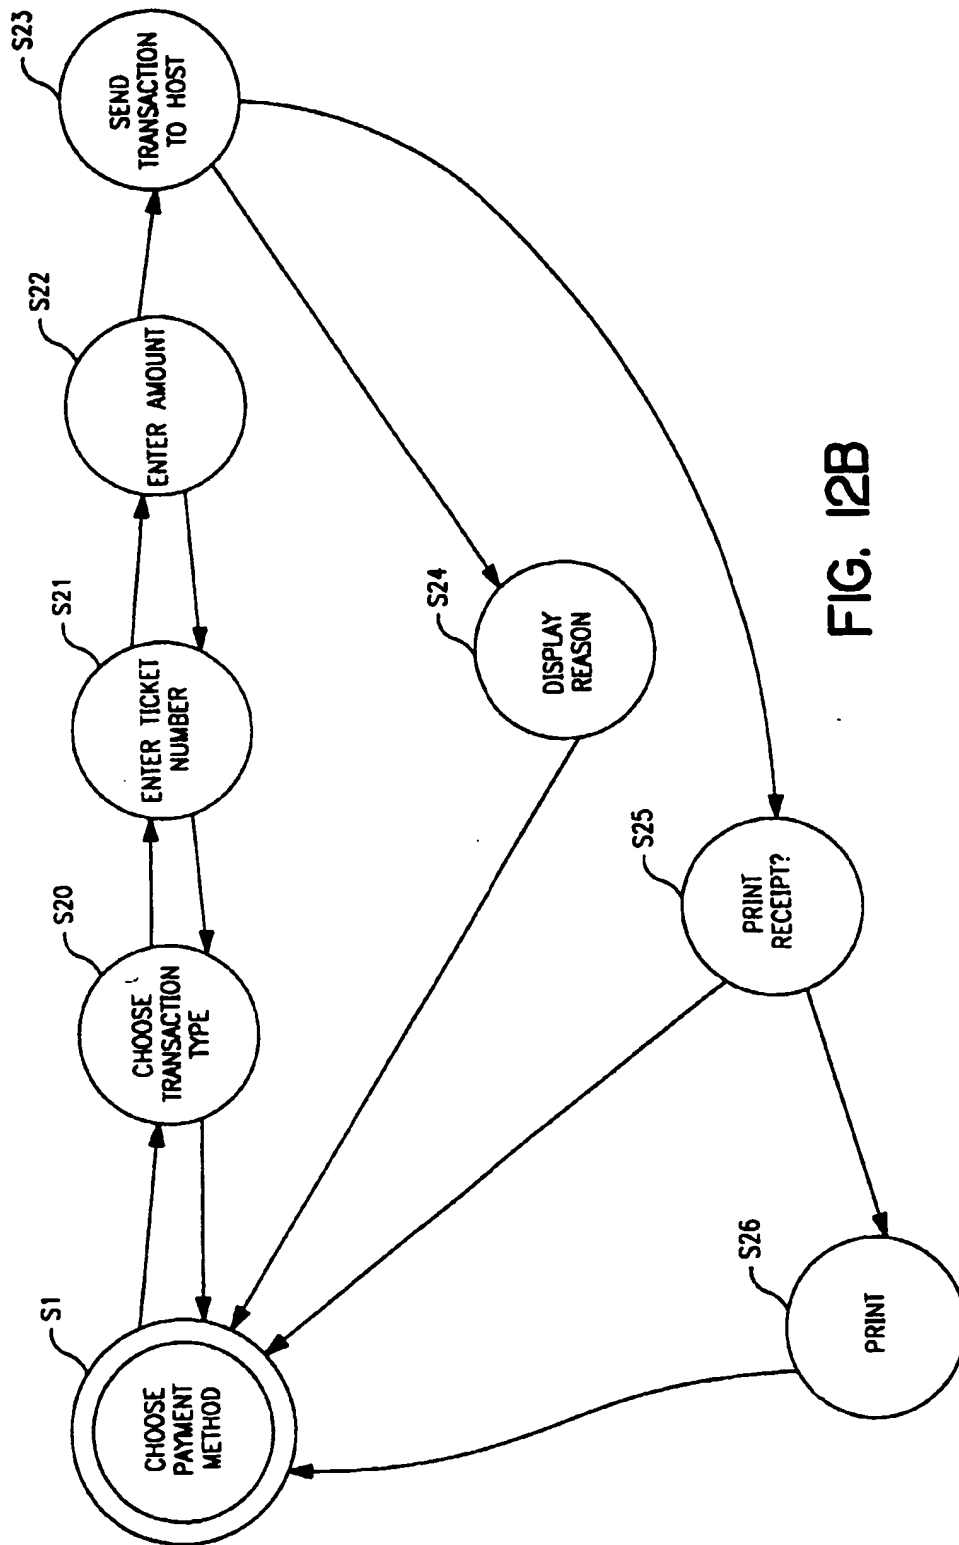 S1
CHOOSE
PAYMENT
METHOD
S20
CHOOSE
TRANSACTION
TYPE
S21
ENTER TICKET
NUMBER
S22
ENTER AMOUNT
S23
SEND
TRANSACTION
TO HOST
S24
DISPLAY
REASON
S25
PRINT
RECEIPT?
S26
PRINT
FIG. 12B